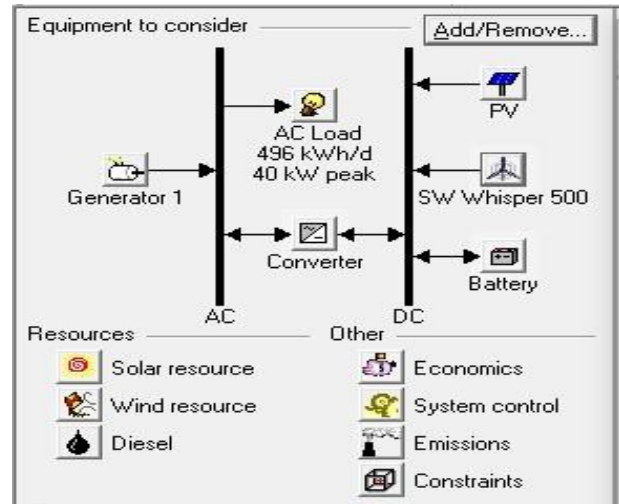 Equipment to consider
Add/Remove...
AC Load
496 kWh/d
40 kW peak
PV
Generator 1
SW Whisper 500
Converter
Battery
AC
DC
Resources
Other
Solar resource
Economics
Wind resource
System control
Diesel
Emissions
Constraints